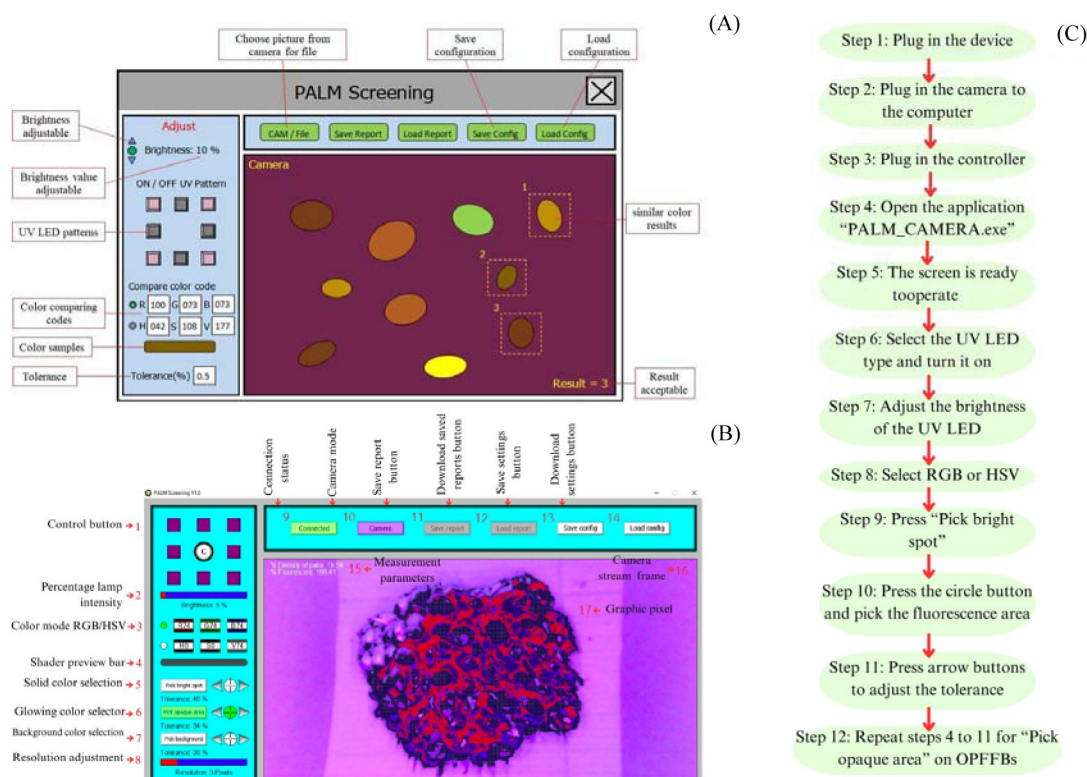 (A)
Choose picture from
camera for file
Save
configuration
Load
configuration
PALM Screening
Brightness
adjustable
Brightness value
adjustable
UV LED patterns
Color comparing
codes
Color samples
Tolerance
Adjust
Brightness: 10 %
ON / OFF UV Pattern
Compare color code
R 100 G 073 B 073
H 042 S 108 V 177
Tolerance(%) 0.5
CAM / File
Save Report
Load Report
Save Config
Load Config
Camera
1
2
3
similar color
results
Result = 3
Result
acceptable
(B)
Connection
status
Camera mode
Save report
button
Download saved
reports button
Save settings
button
Download
settings button
PALM Screening V1.0
9
10
11
12
13
14
Connected
Camera
Save report
Load report
Save config
Load config
Control button 1
Percentage lamp
intensity 2
Color mode RGB/HSV 3
Shader preview bar 4
Solid color selection 5
Glowing color selector 6
Background color selection 7
Resolution adjustment 8
C
Brightness: 5 %
Pick bright spot
Tolerance: 40 %
Pick opaque area
Tolerance: 34 %
Pick background
Tolerance: 20 %
Resolution: 3 Pixels
% Density of palm:
% Fluorescent:
15
Measurement
parameters
Camera
stream frame 16
17 Graphic pixel
(C)
Step 1: Plug in the device
Step 2: Plug in the camera to
the computer
Step 3: Plug in the controller
Step 4: Open the application
“PALM_CAMERA.exe”
Step 5: The screen is ready
tooperate
Step 6: Select the UV LED
type and turn it on
Step 7: Adjust the brightness
of the UV LED
Step 8: Select RGB or HSV
Step 9: Press “Pick bright
spot”
Step 10: Press the circle button
and pick the fluorescence area
Step 11: Press arrow buttons
to adjust the tolerance
Step 12: Repeat steps 4 to 11 for “Pick
opaque area” on OPFFBs